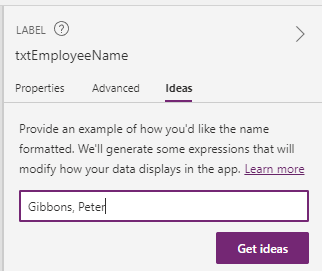 LABEL ?
txtEmployeeName
Properties Advanced Ideas
Provide an example of how you'd like the name
formatted. We'll generate some expressions that will
modify how your data displays in the app. Learn more
Gibbons, Peter
Get ideas